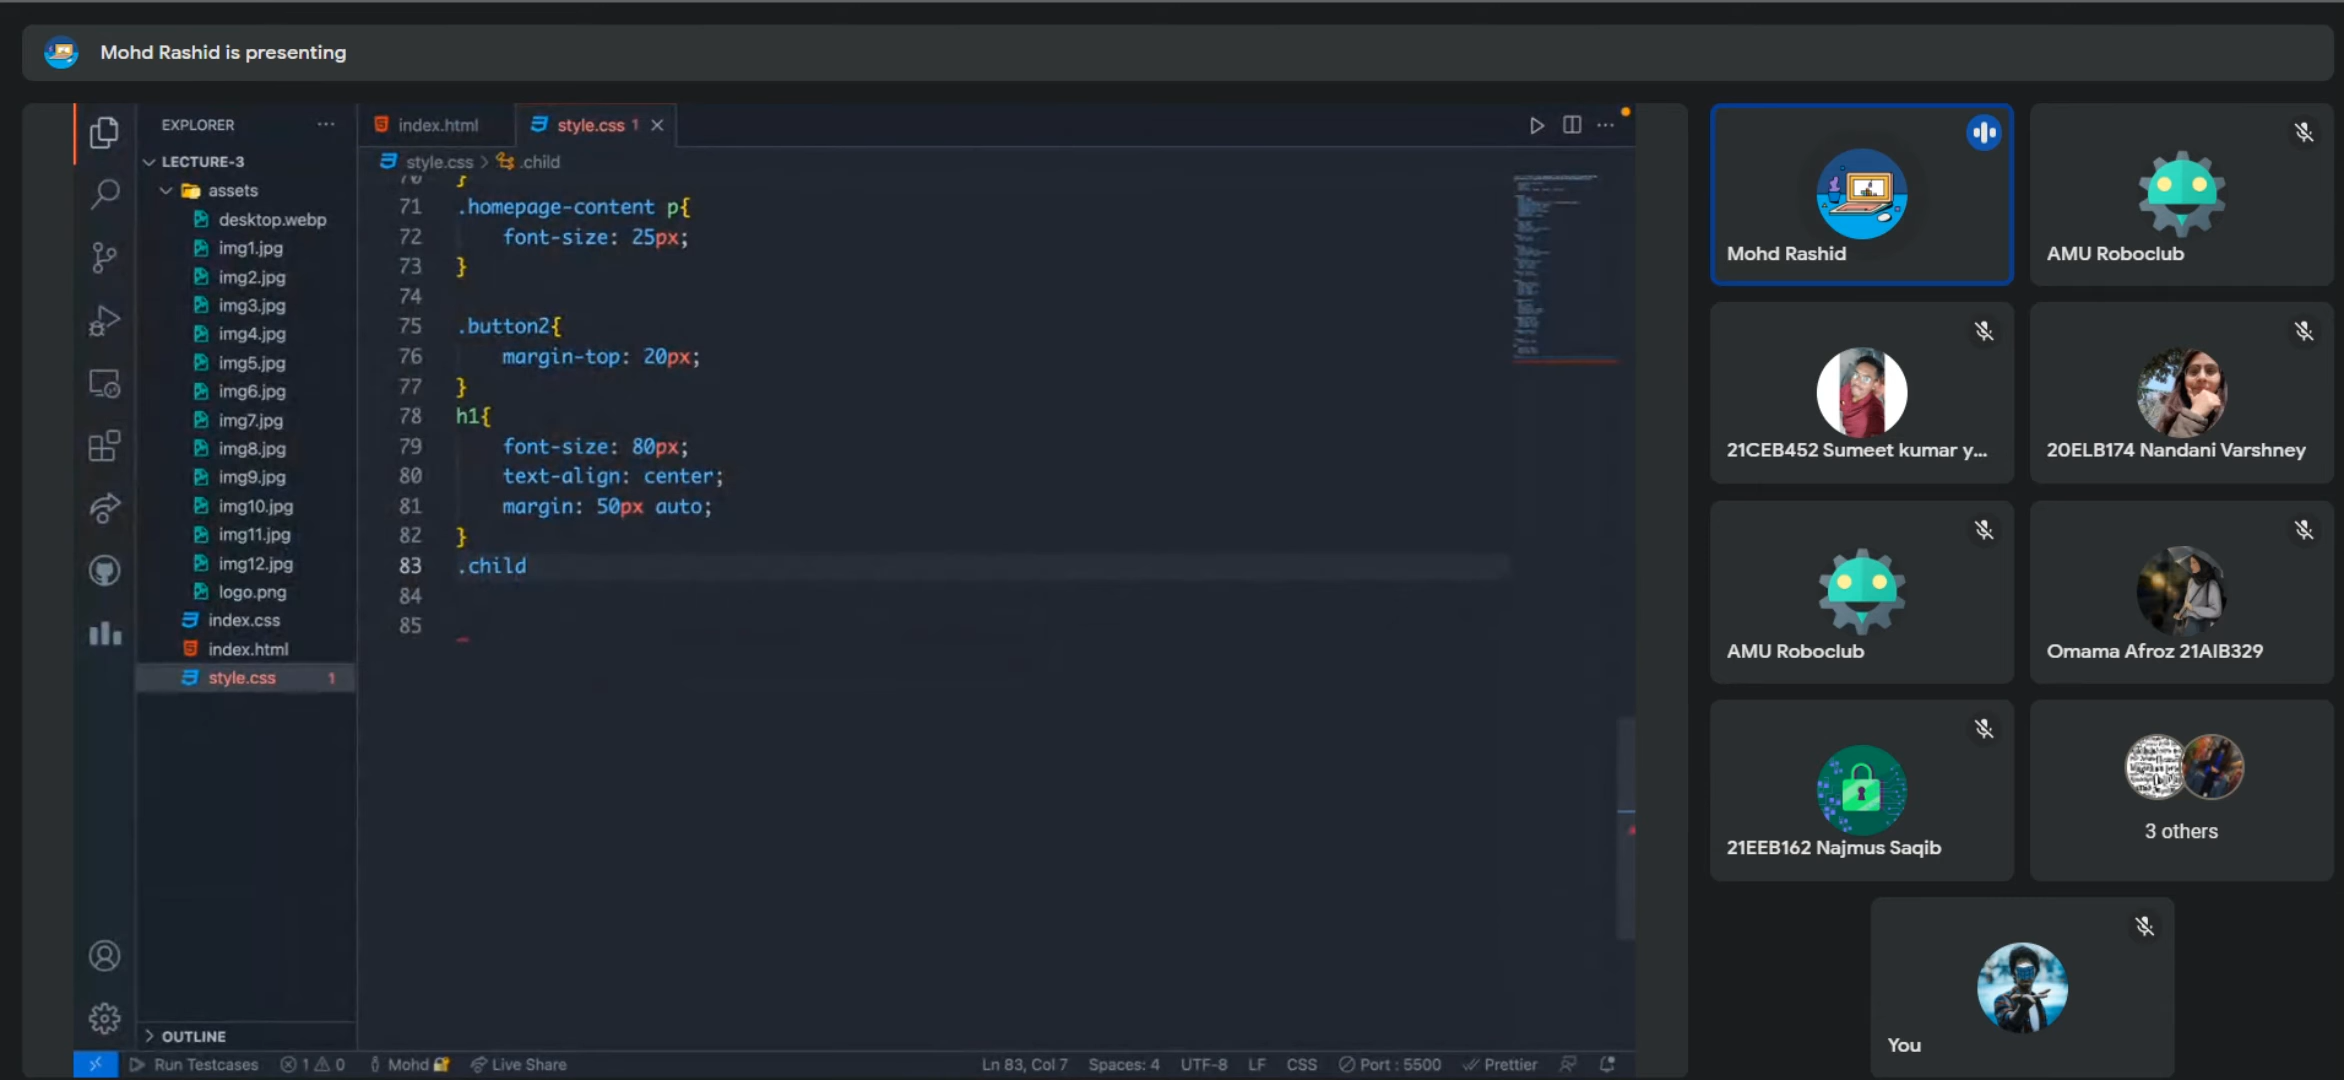 Mohd Rashid is presenting
EXPLORER
LECTURE-3
assets
desktop.webp
img1.jpg
img2.jpg
img3.jpg
img4.jpg
img5.jpg
img6.jpg
img7.jpg
img8.jpg
img9.jpg
img10.jpg
img11.jpg
img12.jpg
logo.png
index.css
index.html
style.css 1
OUTLINE
index.html style.css 1
style.css > .child
70 }
71 .homepage-content p{
72 font-size: 25px;
73 }
74
75 .button2{
76 margin-top: 20px;
77 }
78 h1{
79 font-size: 80px;
80 text-align: center;
81 margin: 50px auto;
82 }
83 .child
84
85
Run Testcases 1 0 Mohd Live Share Ln 83, Col 7 Spaces: 4 UTF-8 LF CSS Port : 5500 Prettier
Mohd Rashid
AMU Roboclub
21CEB452 Sumeet kumar y...
20ELB174 Nandani Varshney
AMU Roboclub
Omama Afroz 21AIB329
21EEB162 Najmus Saqib
3 others
You